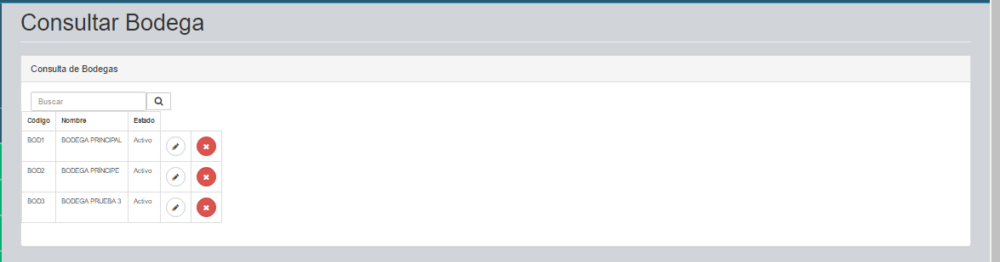 Consultar Bodega
Consulta de Bodegas
Buscar
Código Nombre Estado
BOD1 BODEGA PRINCIPAL Activo
BOD2 BODEGA PRÍNCIPE Activo
BOD3 BODEGA PRUEBA 3 Activo